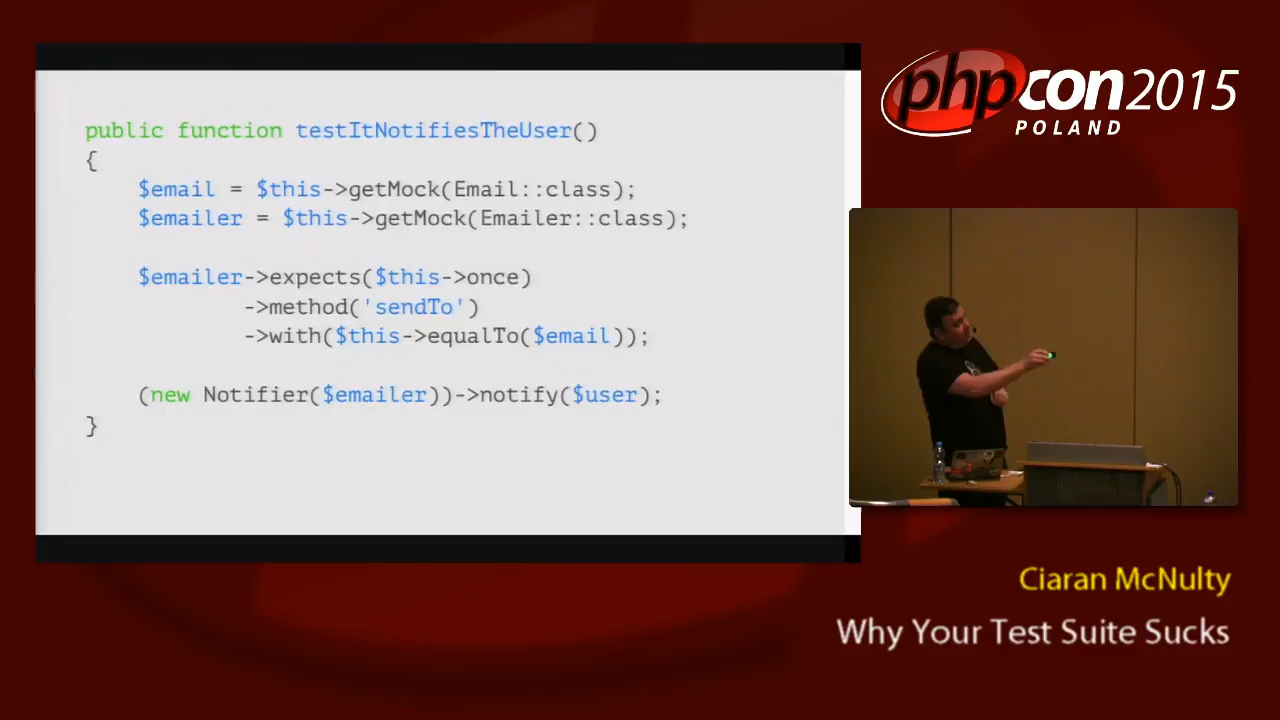 public function testItNotifiesTheUser()
{
    $email = $this->getMock(Email::class);
    $emailer = $this->getMock(Emailer::class);

    $emailer->expects($this->once)
            ->method('sendTo')
            ->with($this->equalTo($email));

    (new Notifier($emailer))->notify($user);
}
phpcon2015
POLAND
Ciaran McNulty
Why Your Test Suite Sucks